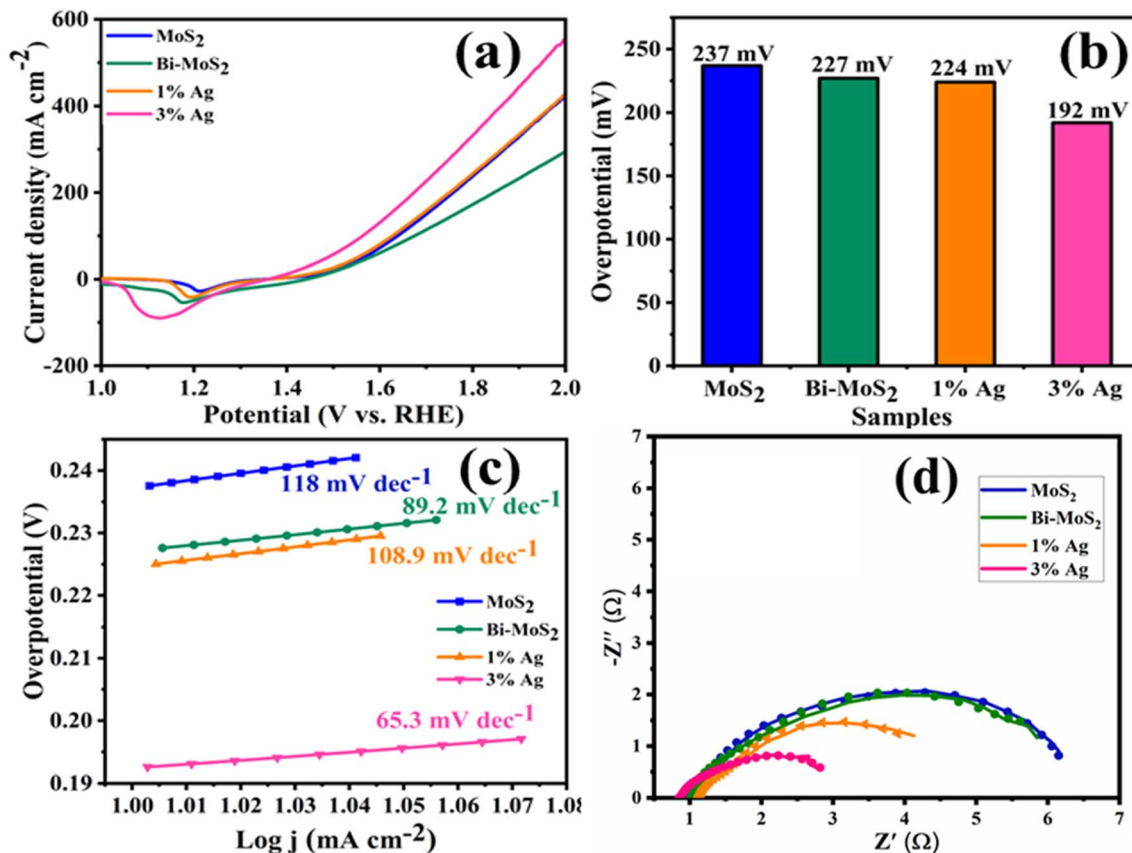 (a)
MoS₂
Bi-MoS₂
1% Ag
3% Ag
600
400
200
0
-200
Current density (mA cm⁻²)
1.0 1.2 1.4 1.6 1.8 2.0
Potential (V vs. RHE)
(b)
237 mV
227 mV
224 mV
192 mV
250
200
150
100
50
0
Overpotential (mV)
MoS₂ Bi-MoS₂ 1% Ag 3% Ag
Samples
(c)
118 mV dec⁻¹
89.2 mV dec⁻¹
108.9 mV dec⁻¹
MoS₂
Bi-MoS₂
1% Ag
3% Ag
65.3 mV dec⁻¹
0.24
0.23
0.22
0.21
0.20
0.19
Overpotential (V)
1.00 1.01 1.02 1.03 1.04 1.05 1.06 1.07 1.08
Log j (mA cm⁻²)
(d)
MoS₂
Bi-MoS₂
1% Ag
3% Ag
-7
-6
-5
-4
-3
2
1
0
-Z″ (Ω)
1 2 3 4 5 6 7
Z′ (Ω)